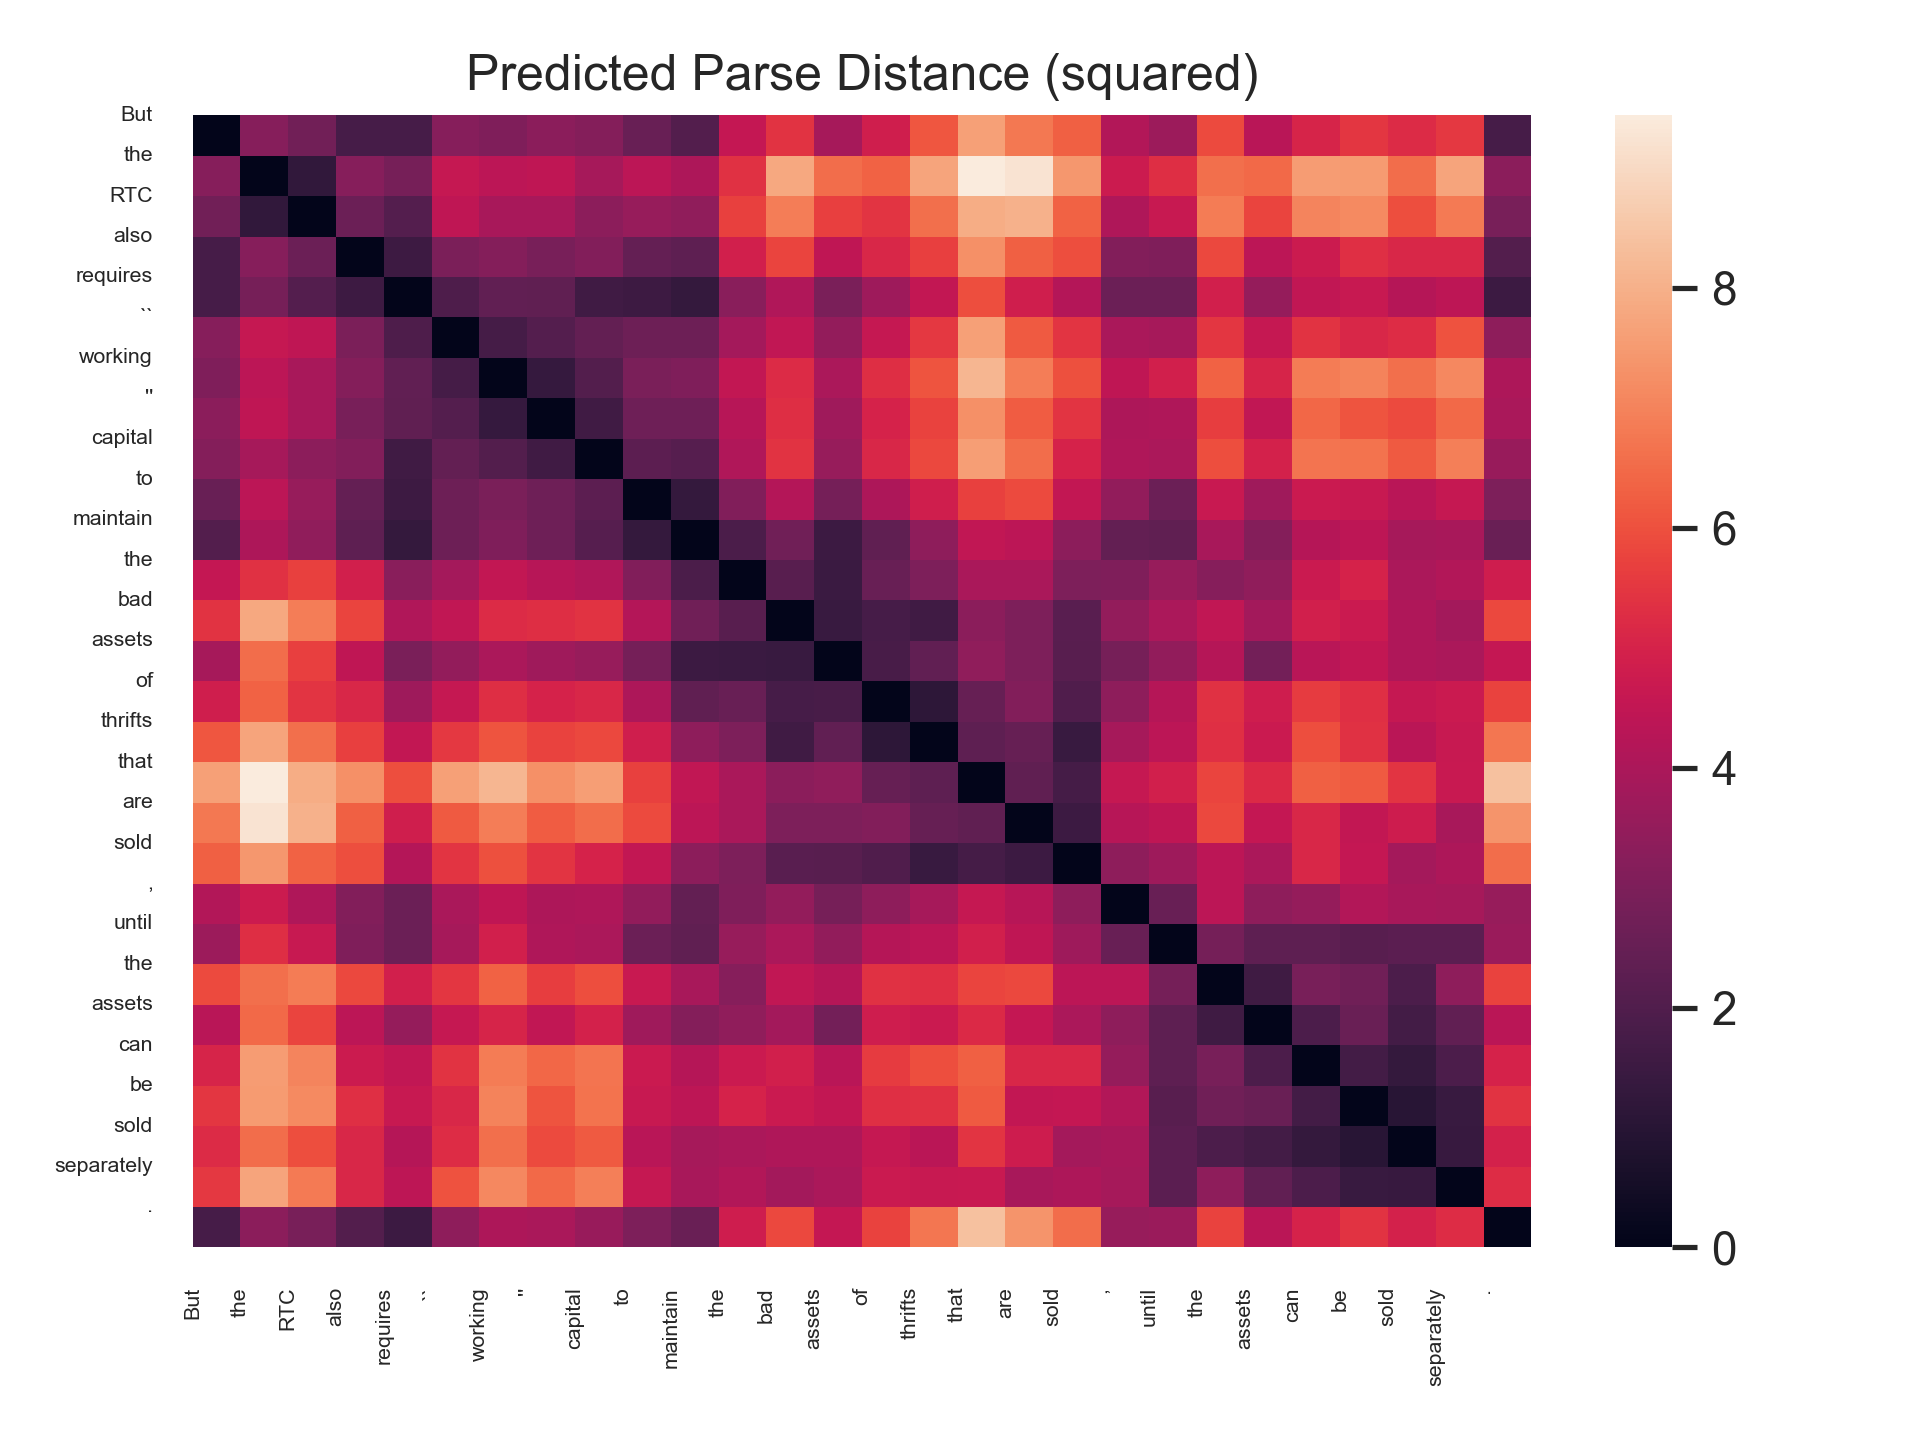 Predicted Parse Distance (squared)
But
the
RTC
also
requires
``
working
''
capital
to
maintain
the
bad
assets
of
thrifts
that
are
sold
,
until
the
assets
can
be
sold
separately
.
8
6
4
2
0
But the RTC also requires `` working '' capital to maintain the bad assets of thrifts that are sold , until the assets can be sold separately .